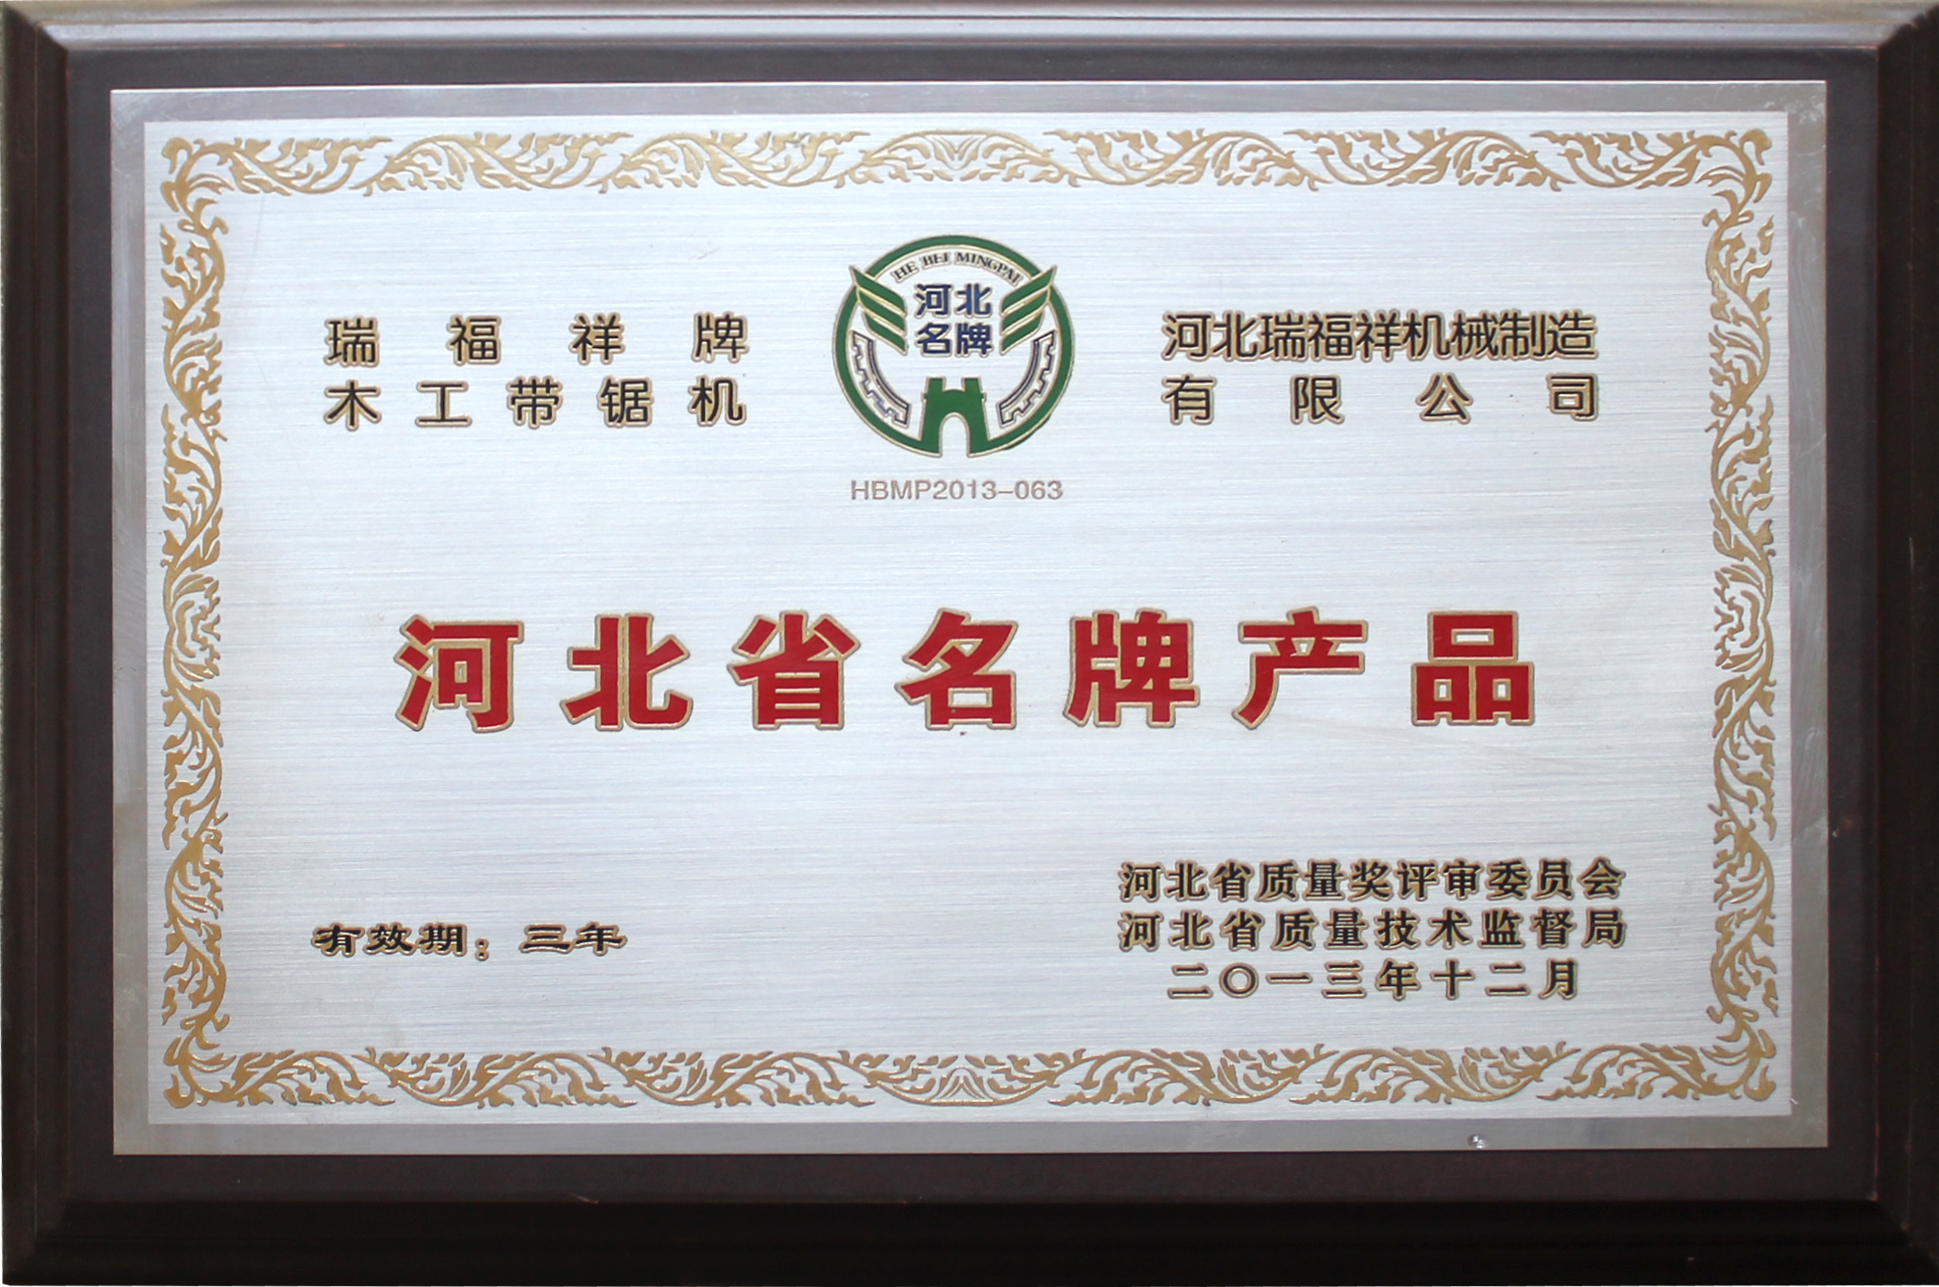 瑞福祥牌
木工带锯机
HE BEI MINGPAI
河北
名牌
HBMP2013-063
河北瑞福祥机械制造
有限公司
河北省名牌产品
有效期：三年
河北省质量奖评审委员会
河北省质量技术监督局
二〇一三年十二月